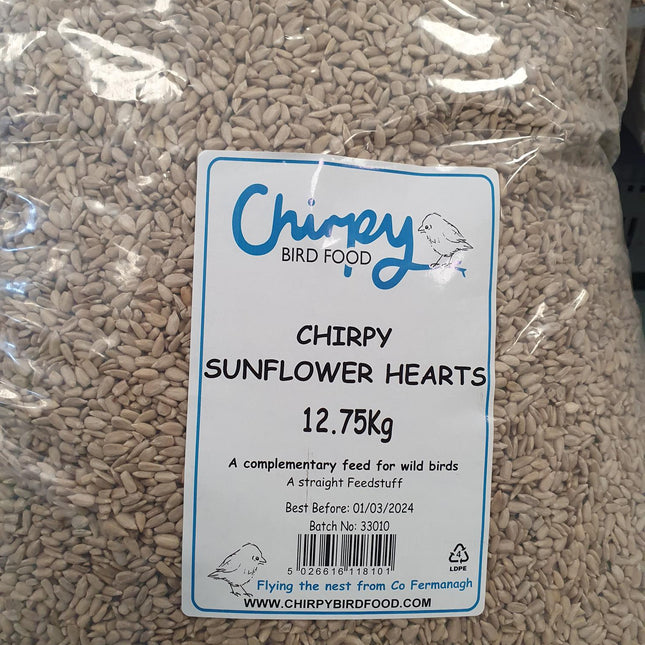 Chirpy
BIRD FOOD
CHIRPY
SUNFLOWER HEARTS
12.75Kg
A complementary feed for wild birds
A straight Feedstuff
Best Before: 01/03/2024
Batch No: 33010
5 026616 118101
4
LDPE
Flying the nest from Co Fermanagh
WWW.CHIRPYBIRDFOOD.COM